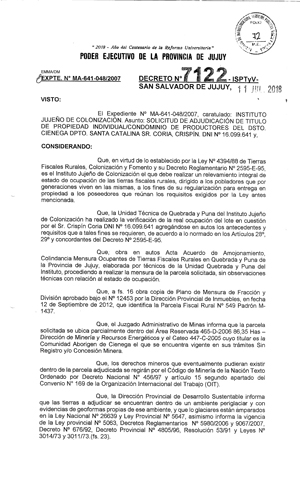 "2018 - Año del Centenario de la Reforma Universitaria"
PODER EJECUTIVO DE LA PROVINCIA DE JUJUY
EXPTE. N° MA-641-048/2007
DECRETO N° 7122 -ISPTyV-
SAN SALVADOR DE JUJUY, 11 JUL 2018
VISTO:
El Expediente N° MA-641-048/2007, caratulado: INSTITUTO
JUJEÑO DE COLONIZACIÓN. Asunto: SOLICITUD DE ADJUDICACIÓN DE TITULO
DE PROPIEDAD INDIVIDUAL/CONDOMINIO DE PRODUCTORES DEL DSTO.
CIENEGA DPTO. SANTA CATALINA SR. CORIA, CRISPIN. DNI N° 16.099.641 y,
CONSIDERANDO:
Que, en virtud de lo establecido por la Ley N° 4394/88 de Tierras
Fiscales Rurales, Colonización y Fomento y su Decreto Reglamentario N° 2595-E-95,
es el Instituto Jujeño de Colonización el que debe realizar un relevamiento integral de
estado de ocupación de las tierras fiscales rurales, dirigido a los pobladores que por
generaciones viven en las mismas, a los fines de su regularización para entrega en
propiedad a los poseedores que reúnan los requisitos exigidos por la Ley antes
mencionada.
Que, la Unidad Técnica de Quebrada y Puna del Instituto Jujeño
de Colonización ha realizado la verificación de la real ocupación del lote en cuestión
por el Sr. Crispín Coria DNI N° 16.099.641 agregándose en autos los antecedentes y
requisitos que a tales fines se requieren, de acuerdo a lo normado en los Artículos 28º,
29º y concordantes del Decreto N° 2595-E-95.
Que, obra en autos Acta Acuerdo de Amojonamiento,
Colindancia Mensura Ocupantes de Tierras Fiscales Rurales en Quebrada y Puna de
la Provincia de Jujuy, elaborada por técnicos de la Unidad Quebrada y Puna del
Instituto, procediendo a realizar la mensura de la parcela solicitada, sin observaciones
técnicas con relación al estado de ocupación.
Que, a fs. 16 obra copia de Plano de Mensura de Fracción y
División aprobado bajo el N° 12453 por la Dirección Provincial de Inmuebles, en fecha
12 de Septiembre de 2012, que identifica la Parcela Fiscal Rural N° 549 Padrón M-
1437.
Que, el Juzgado Administrativo de Minas informa que la parcela
solicitada se ubica parcialmente dentro del Area Reservada 465-D-2006 86,35 Has –
Dirección de Minería y Recursos Energéticos y el Cateo 447-C-2005 cuyo titular es la
Comunidad Aborigen de Cienega el que se encuentra vigente en sus trámites Sin
Registro y/o Concesión Minera.
Que, los derechos mineros que eventualmente pudieran existir
dentro de la parcela adjudicada se regirán por el Código de Minería de la Nación Texto
Ordenado por Decreto Nacional N° 456/97 y artículo 15 segundo apartado del
Convenio N° 169 de la Organización Internacional del Trabajo (OIT).
Que, la Dirección Provincial de Desarrollo Sustentable informa
que las tierras a adjudicar se encuentran dentro de un ambiente periglaciar y con
evidencias de geoformas propias de ese ambiente, y que lo glaciares están amparados
en la Ley Nacional N° 26639 y Ley Provincial N° 5647, asimismo informa la vigencia
de la Ley provincial N° 5063, Decretos Reglamentarios N° 5980/2006 y 9067/2007,
Decreto N° 676/92, Decreto Provincial N° 4805/96, Resolución 53/91 y Leyes N°
3014/73 y 3011/73.(fs. 23).